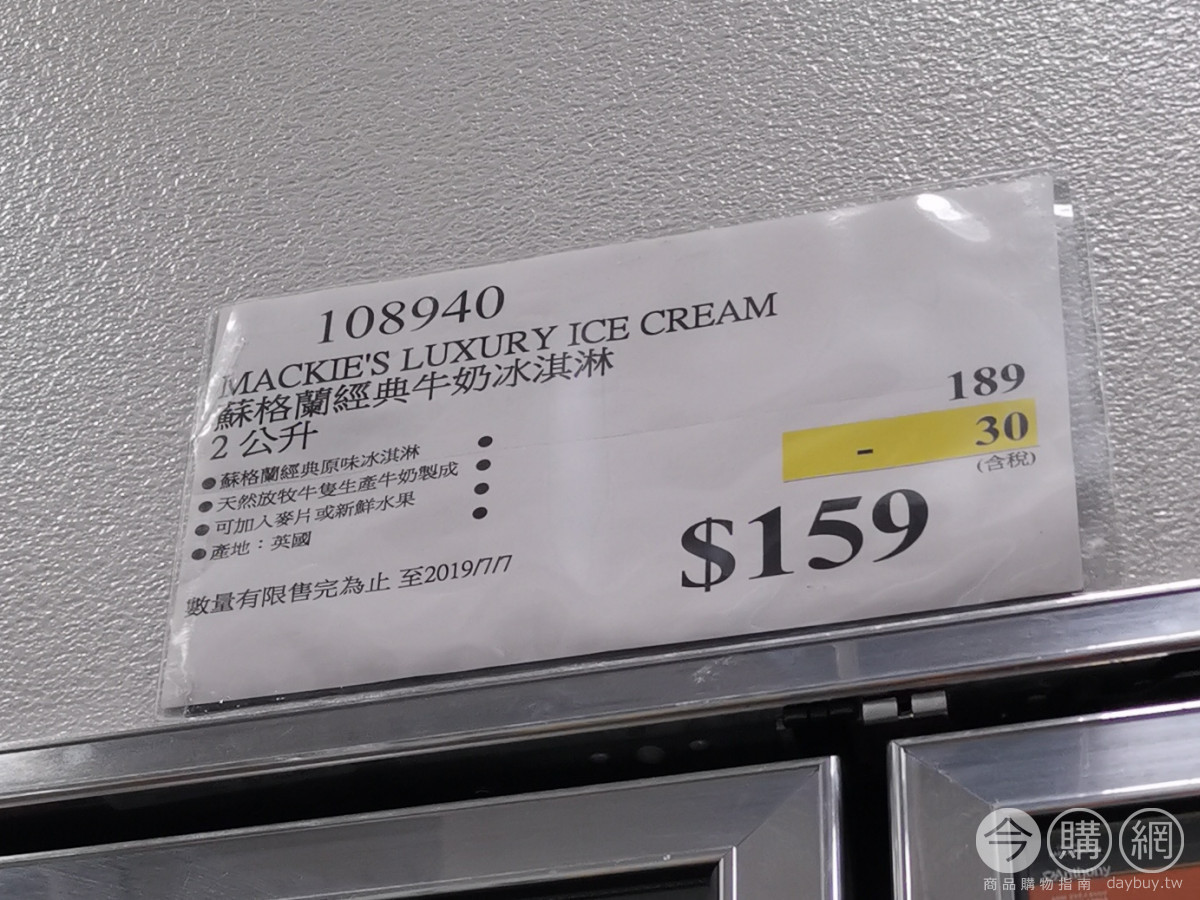 108940
MACKIE'S LUXURY ICE CREAM
蘇格蘭經典牛奶冰淇淋
2 公升
189
- 30
(含稅)
$159
●蘇格蘭經典原味冰淇淋
●天然放牧牛隻生產牛奶製成
●可加入麥片或新鮮水果
●產地：英國
數量有限售完為止 至2019/7/7
今購網
商品購物指南 daybuy.tw